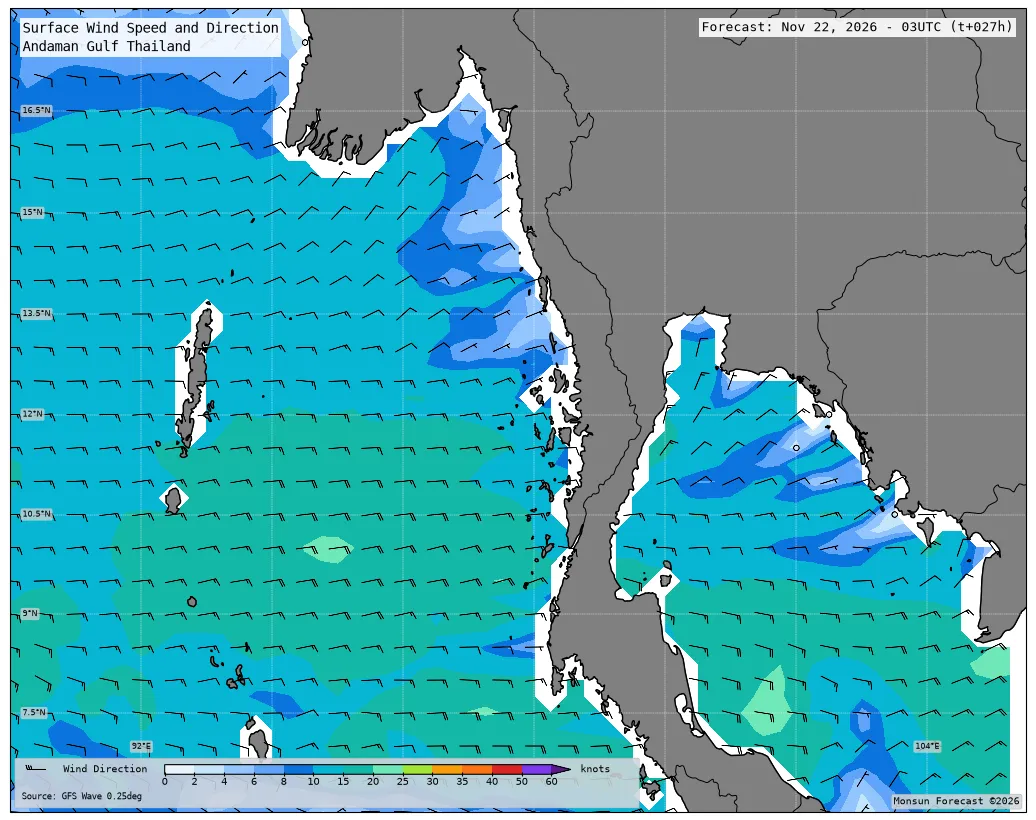 Surface Wind Speed and Direction
Andaman Gulf Thailand
Forecast: Nov 22, 2026 - 03UTC (t+027h)
16.5°N
15°N
13.5°N
12°N
10.5°N
9°N
7.5°N
92°E
104°E
Wind Direction
0 2 4 6 8 10 15 20 25 30 35 40 50 60
knots
Source: GFS Wave 0.25deg
Monsun Forecast ©2026